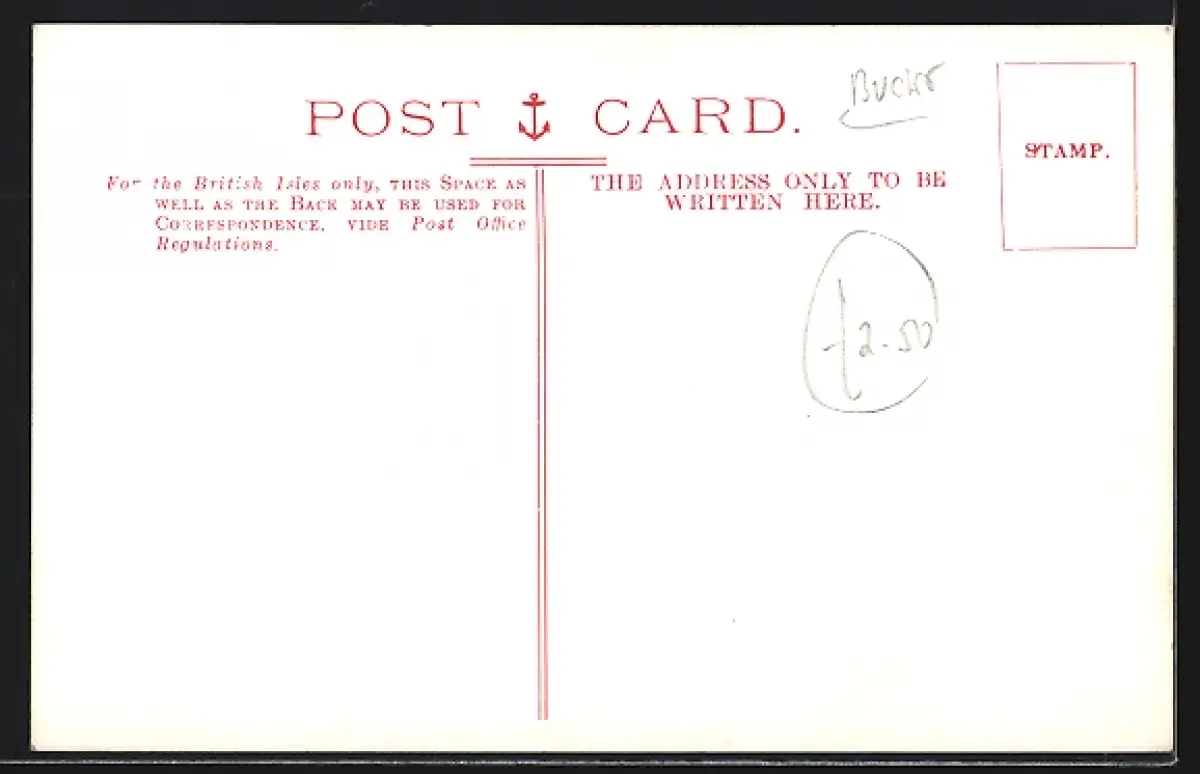 POST CARD.
BUCKS
STAMP.
For the British Isles only, THIS SPACE AS
WELL AS THE BACK MAY BE USED FOR
CORRESPONDENCE, VIDE Post Office
Regulations.
THE ADDRESS ONLY TO BE
WRITTEN HERE.
£2-50